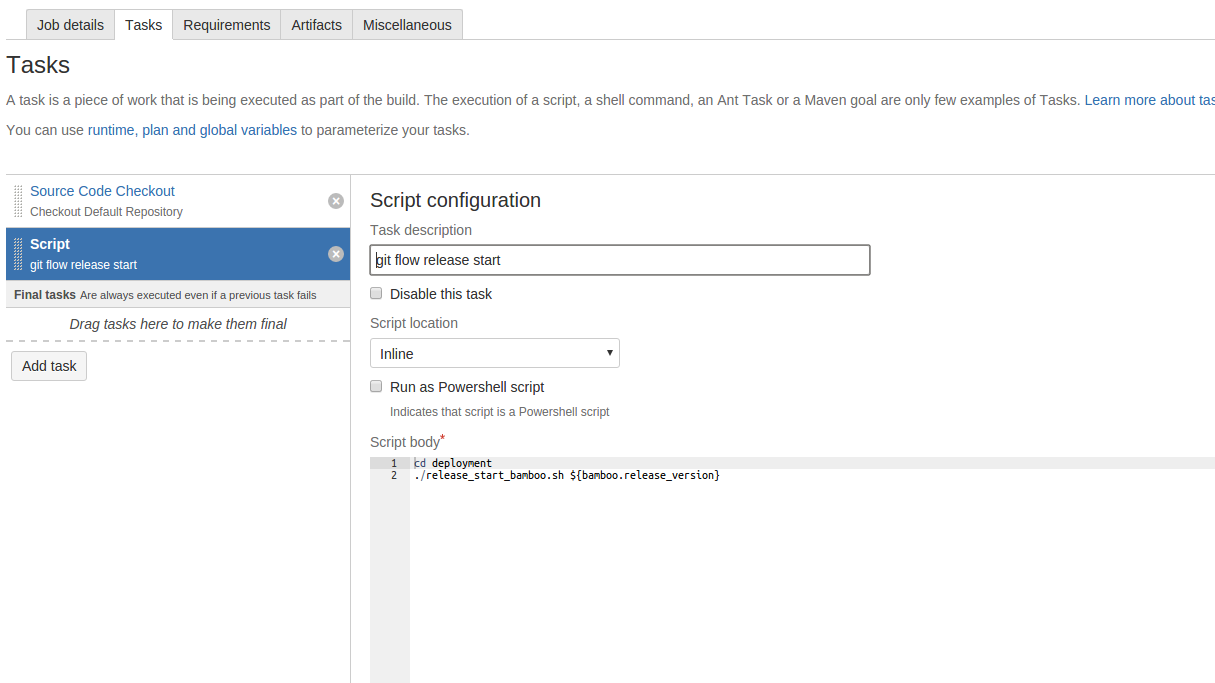 Job details Tasks Requirements Artifacts Miscellaneous
Tasks
A task is a piece of work that is being executed as part of the build. The execution of a script, a shell command, an Ant Task or a Maven goal are only few examples of Tasks. Learn more about tas
You can use runtime, plan and global variables to parameterize your tasks.
Source Code Checkout
Checkout Default Repository
Script
git flow release start
Final tasks Are always executed even if a previous task fails
Drag tasks here to make them final
Add task
Script configuration
Task description
git flow release start
Disable this task
Script location
Inline
Run as Powershell script
Indicates that script is a Powershell script
Script body*
1 cd deployment
2 ./release_start_bamboo.sh ${bamboo.release_version}